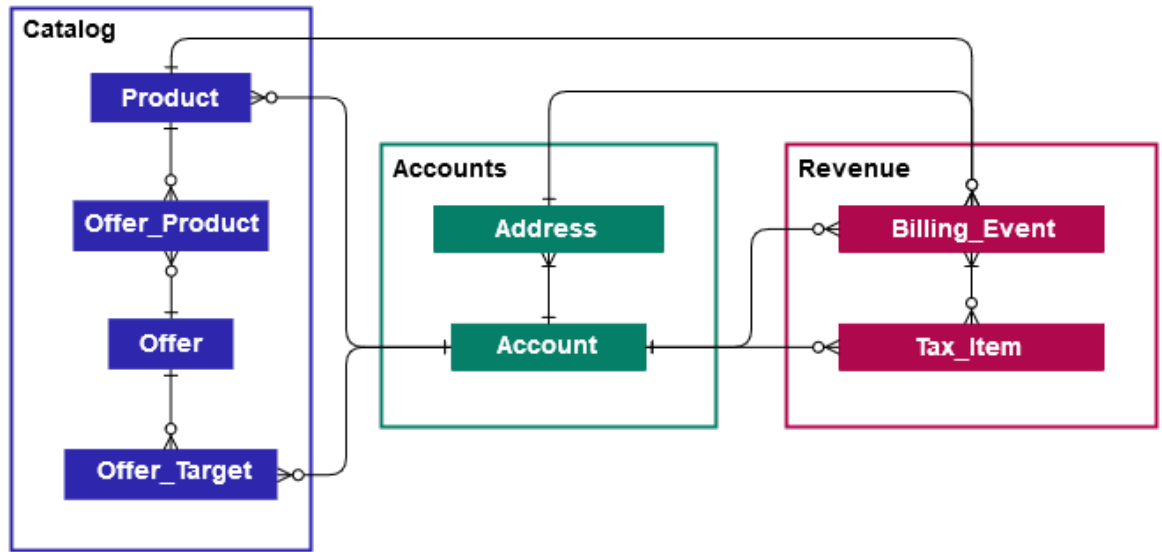 Catalog
Product
Offer_Product
Offer
Offer_Target
Accounts
Address
Account
Revenue
Billing_Event
Tax_Item